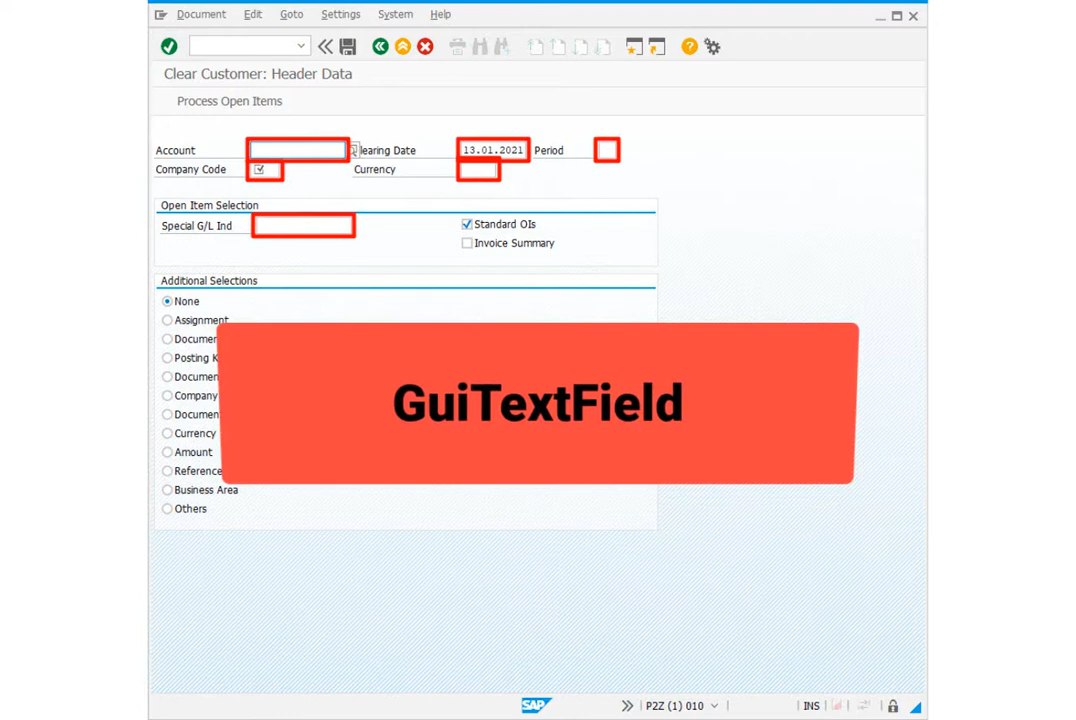 Document Edit Goto Settings System Help
Clear Customer: Header Data
Process Open Items
Account learing Date 13.01.2021 Period
Company Code Currency
Open Item Selection
Special G/L Ind Standard OIs
Invoice Summary
Additional Selections
None
Assignment
Documen
Posting K
Documen
Company
Documen
Currency
Amount
Reference
Business Area
Others
GuiTextField
SAP P2Z (1) 010 INS